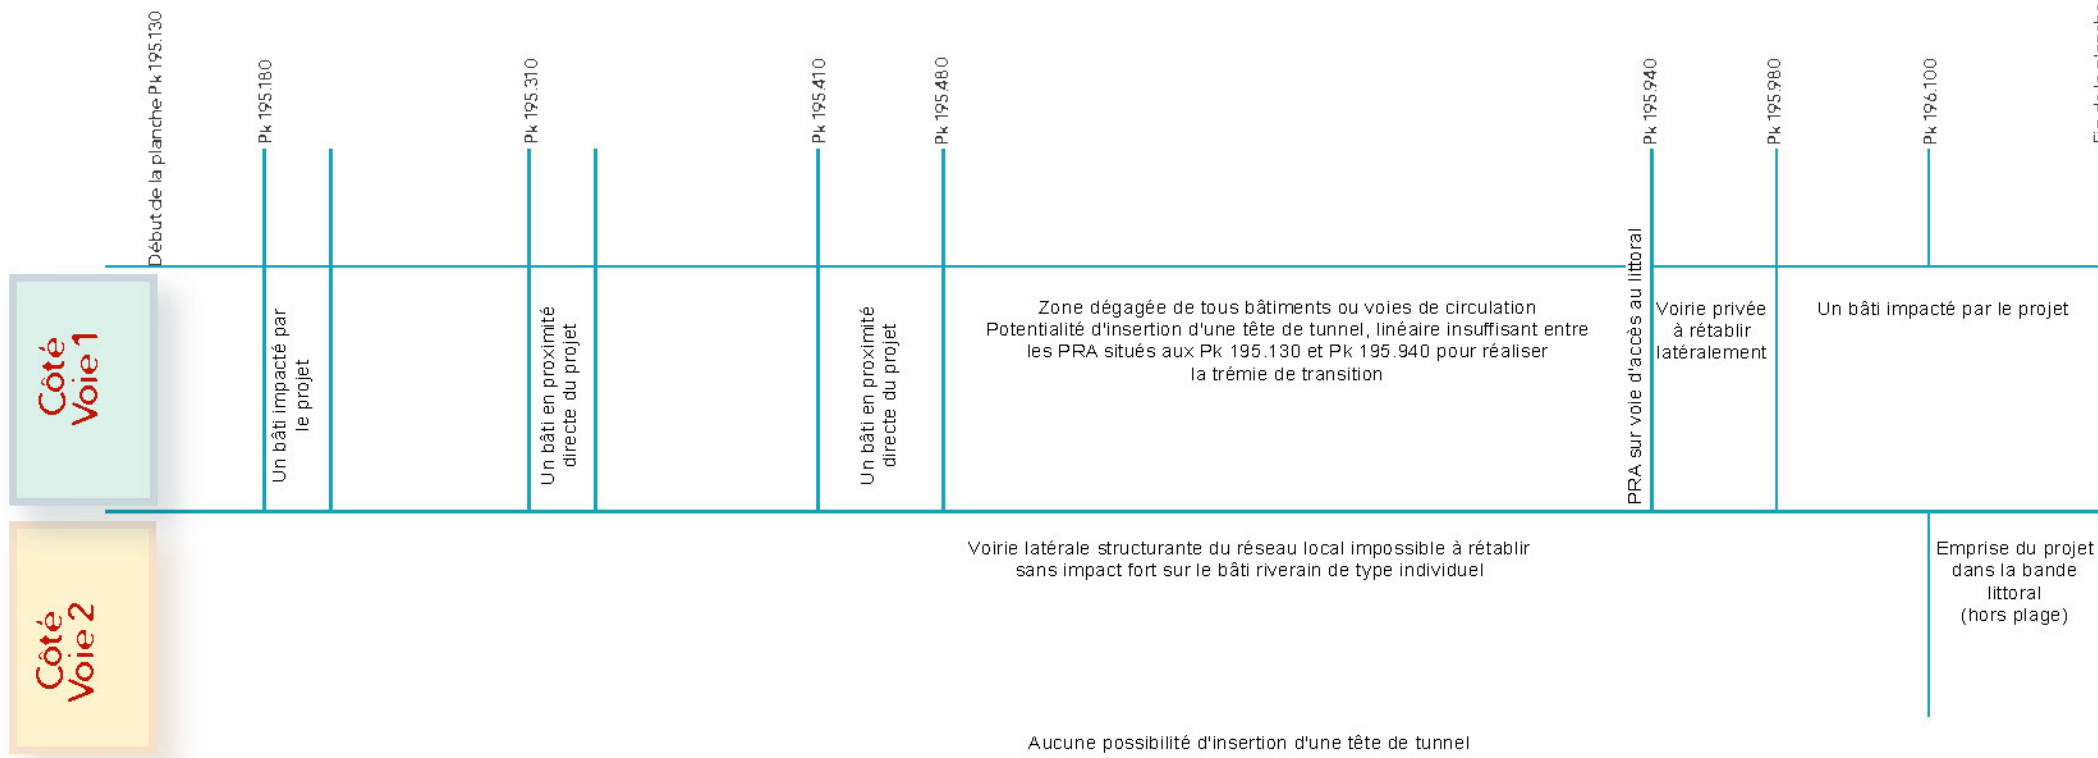 Début de la planche Pk 195.130
Pk 195.180
Pk 195.310
Pk 195.410
Pk 195.480
Pk 195.940
Pk 195.980
Pk 196.100
Côté
Voie 1
Un bâti impacté par
le projet
Un bâti en proximité
directe du projet
Un bâti en proximité
directe du projet
Zone dégagée de tous bâtiments ou voies de circulation
Potentialité d'insertion d'une tête de tunnel, linéaire insuffisant entre
les PRA situés aux Pk 195.130 et Pk 195.940 pour réaliser
la trémie de transition
PRA sur voie d'accès au littoral
Voirie privée
à rétablir
latéralement
Un bâti impacté par le projet
Côté
Voie 2
Voirie latérale structurante du réseau local impossible à rétablir
sans impact fort sur le bâti riverain de type individuel
Emprise du projet
dans la bande
littoral
(hors plage)
Aucune possibilité d'insertion d'une tête de tunnel